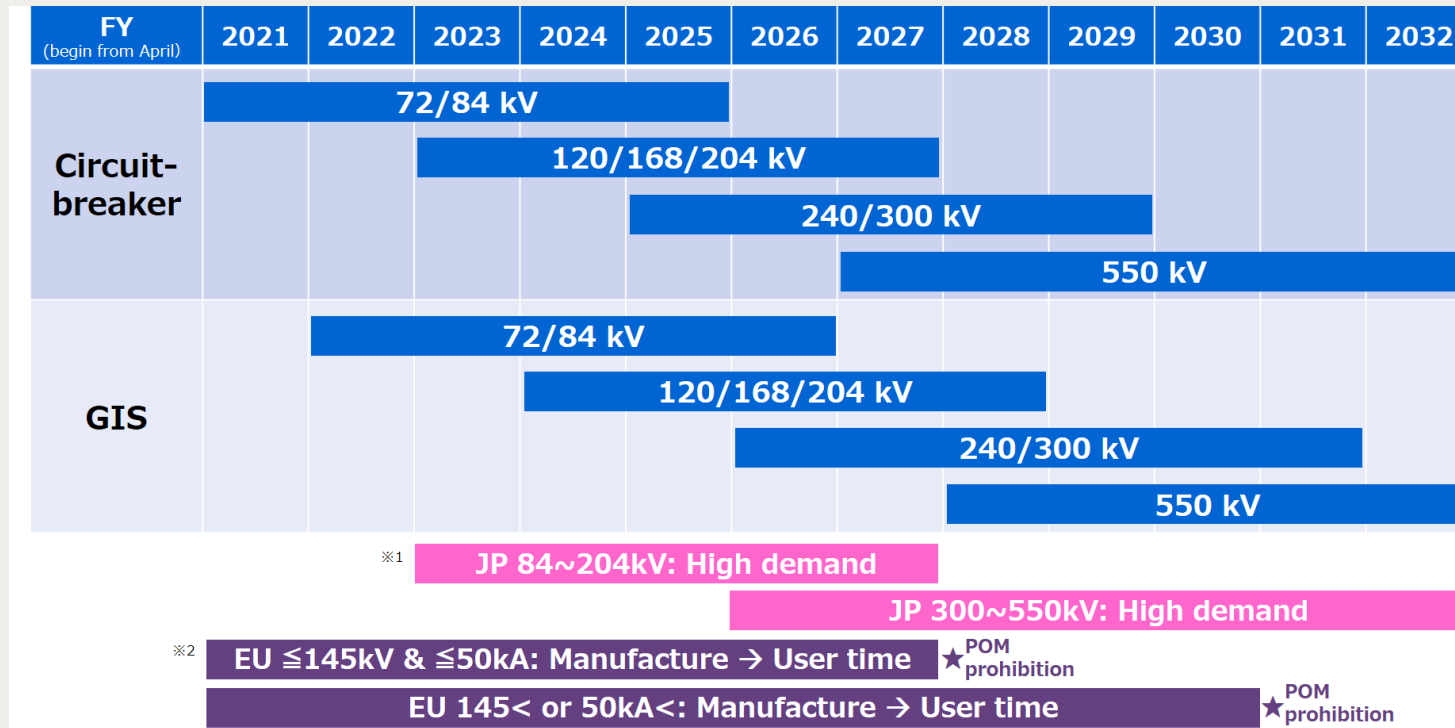 FY
(begin from April)
2021 2022 2023 2024 2025 2026 2027 2028 2029 2030 2031 2032
Circuit-
breaker
72/84 kV
120/168/204 kV
240/300 kV
550 kV
GIS
72/84 kV
120/168/204 kV
240/300 kV
550 kV
※1
JP 84~204kV: High demand
JP 300~550kV: High demand
※2
EU ≦145kV & ≦50kA: Manufacture → User time
★POM
prohibition
EU 145< or 50kA<: Manufacture → User time
★POM
prohibition